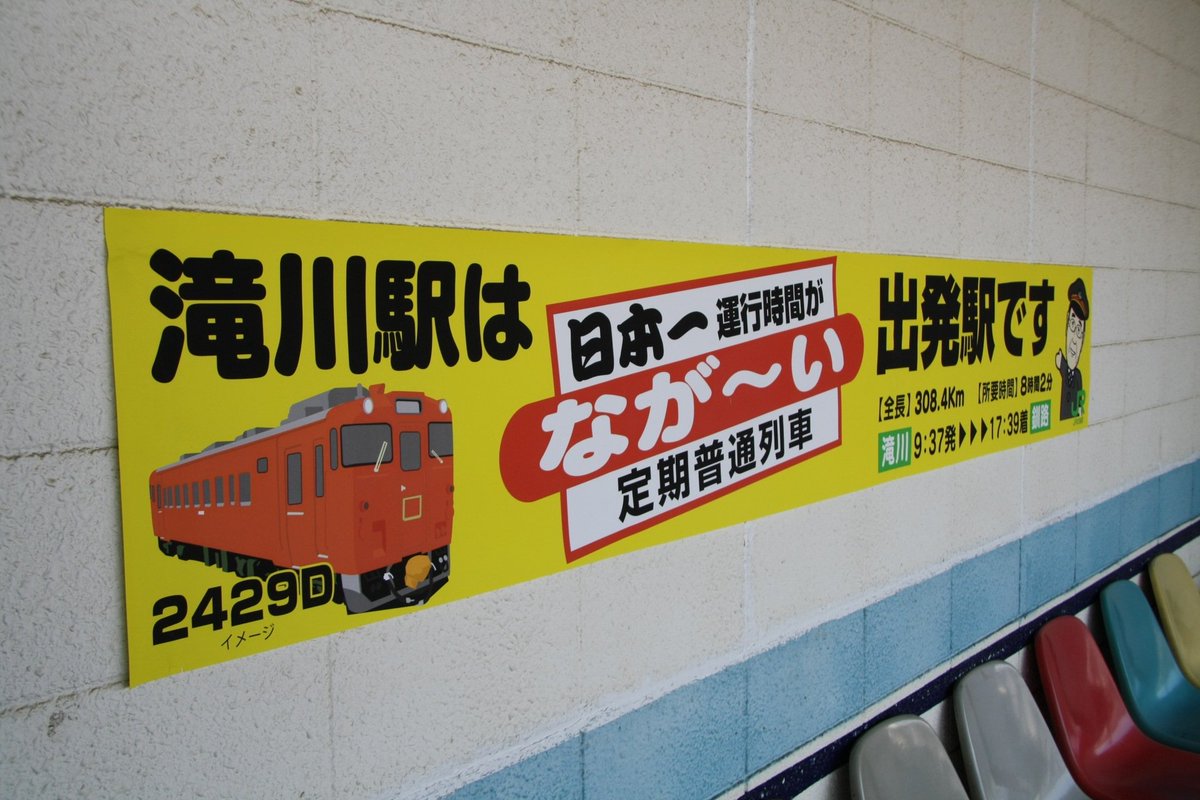 滝川駅は
日本一 運行時間が
なが〜い
定期普通列車
出発駅です
【全長】308.4Km 【所要時間】8時間2分
滝川 9:37発▶▶▶17:39着 釧路
2429D
イメージ
JR